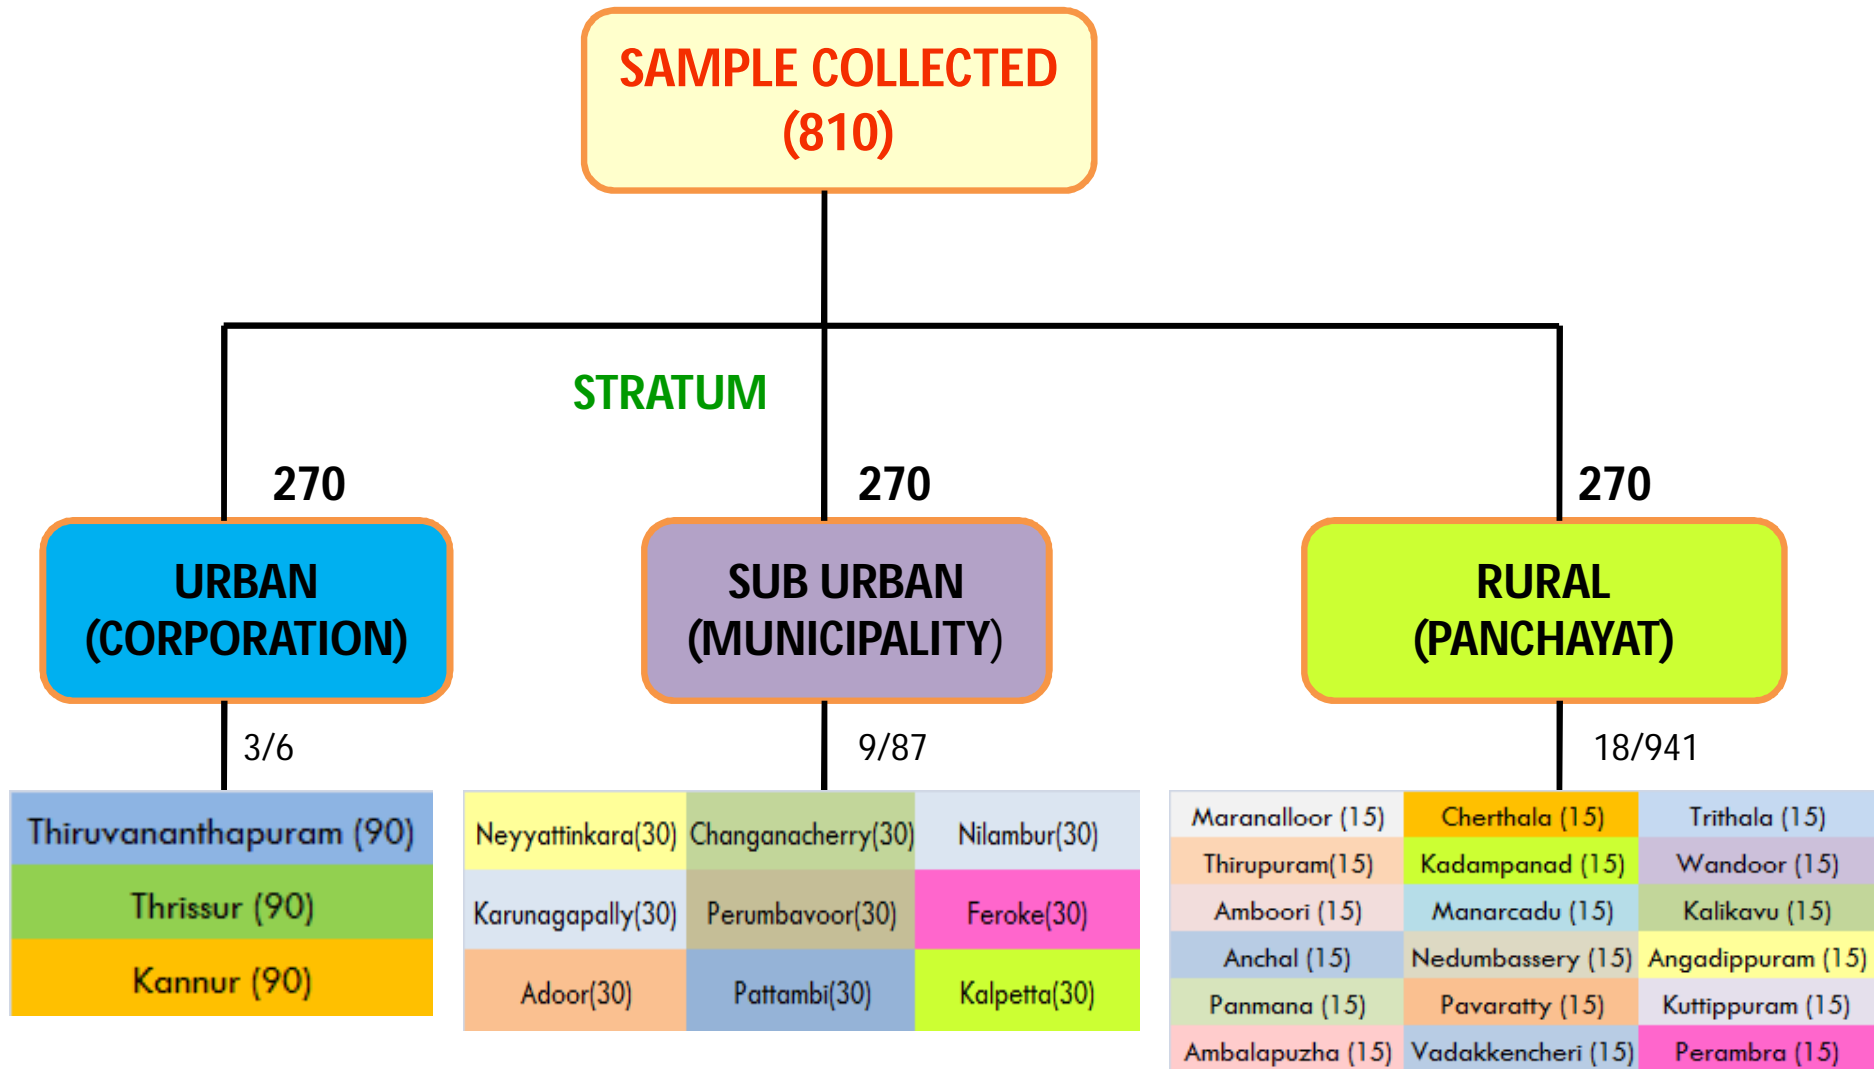 SAMPLE COLLECTED
(810)
STRATUM
270
270
270
URBAN
(CORPORATION)
SUB URBAN
(MUNICIPALITY)
RURAL
(PANCHAYAT)
3/6
9/87
18/941
Thiruvananthapuram (90)
Thrissur (90)
Kannur (90)
Neyyattinkara(30) Changanacherry(30) Nilambur(30)
Karunagapally(30) Perumbavoor(30) Feroke(30)
Adoor(30) Pattambi(30) Kalpetta(30)
Maranalloor (15) Cherthala (15) Trithala (15)
Thirupuram(15) Kadampanad (15) Wandoor (15)
Amboori (15) Manarcadu (15) Kalikavu (15)
Anchal (15) Nedumbassery (15) Angadippuram (15)
Panmana (15) Pavaratty (15) Kuttippuram (15)
Ambalapuzha (15) Vadakkencheri (15) Perambra (15)